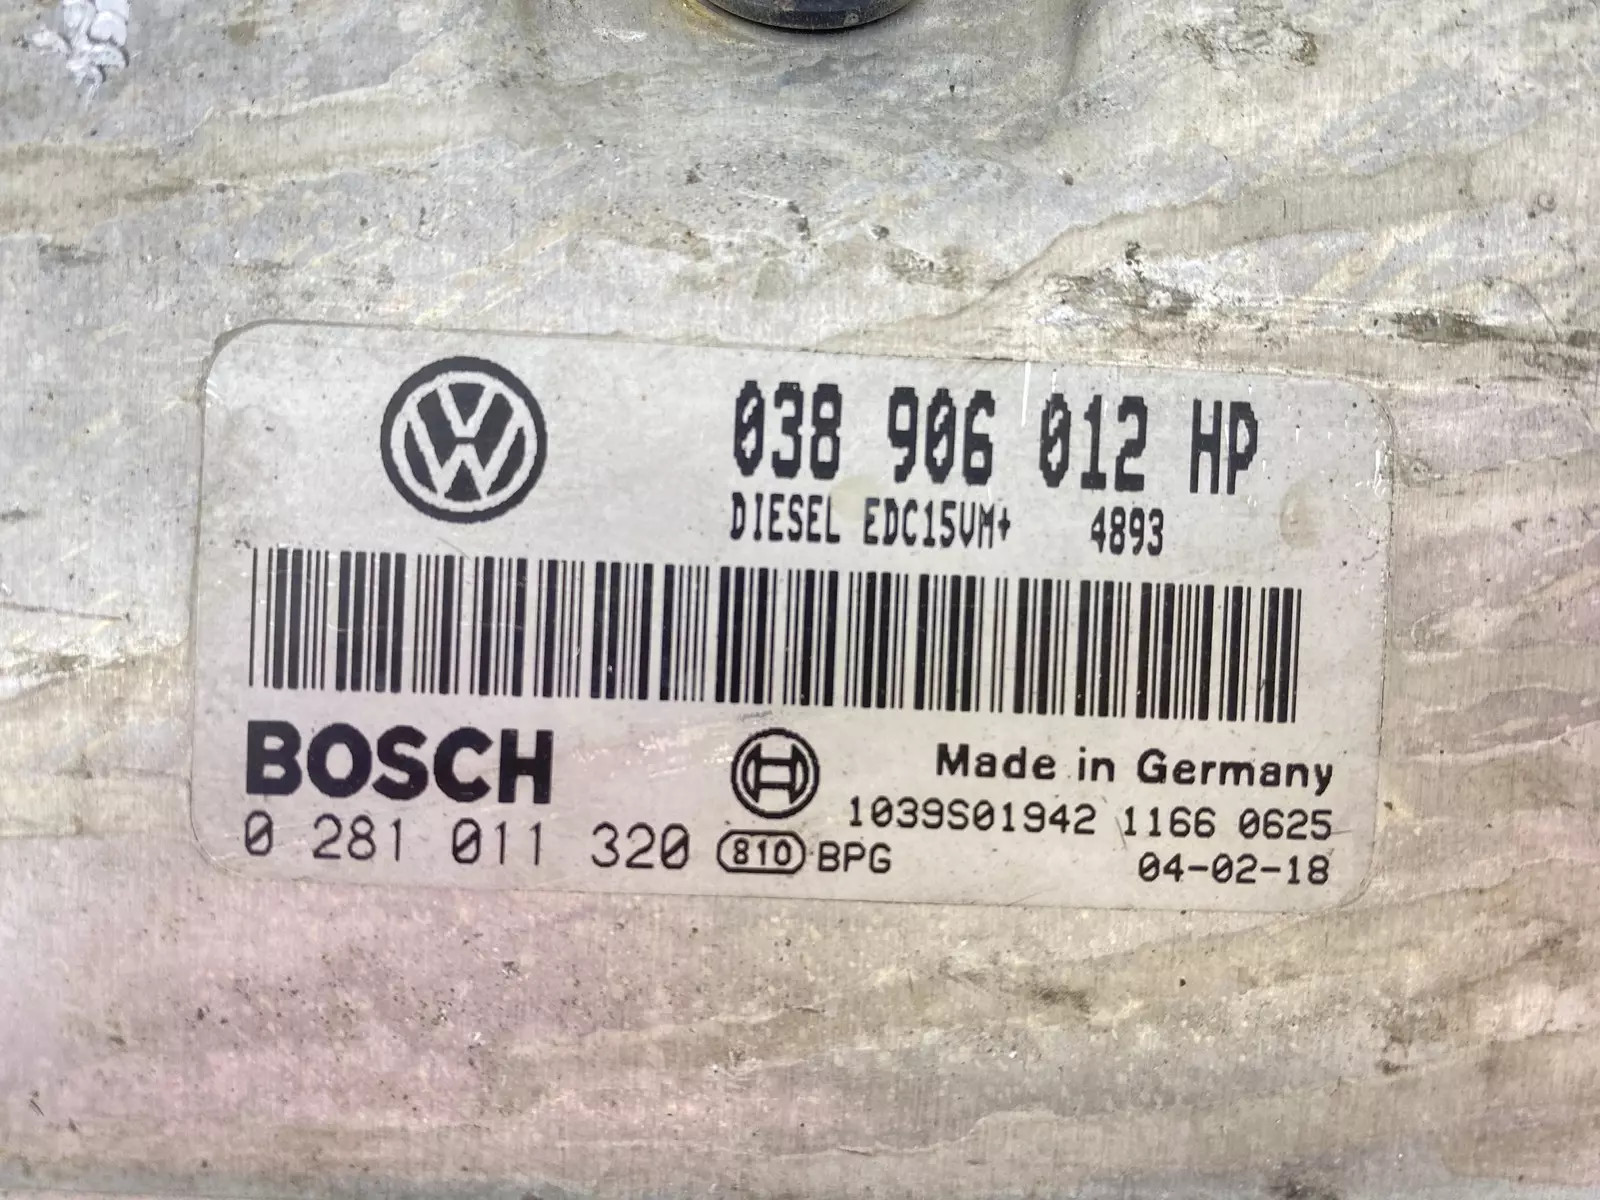 038 906 012 HP
DIESEL EDC15VM+ 4893
BOSCH
Made in Germany
1039S01942 1166 0625
0 281 011 320 810 BPG
04-02-18